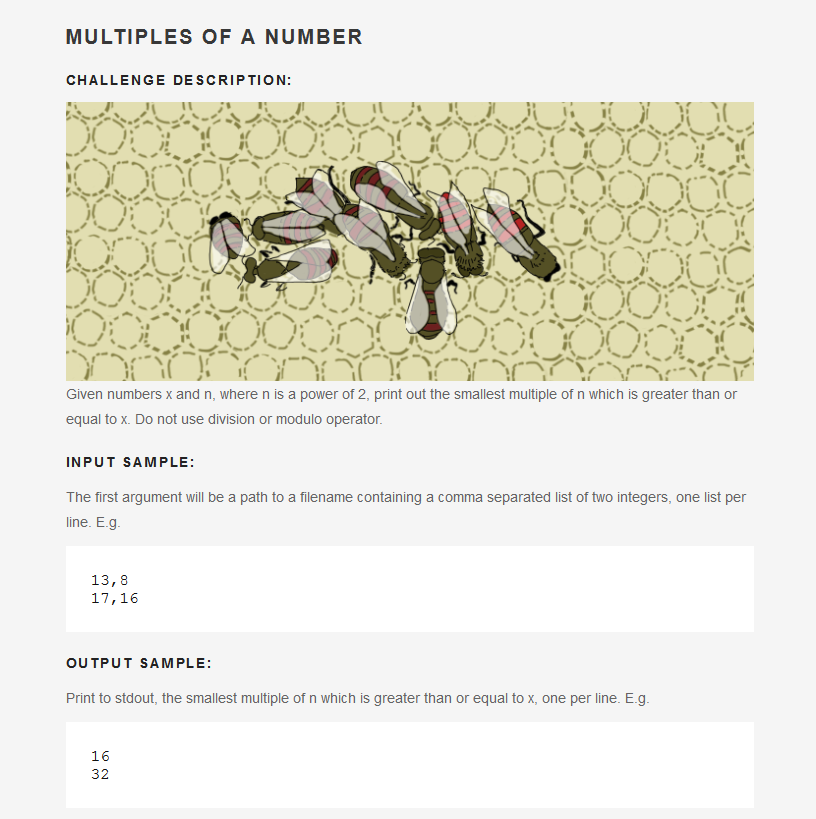 MULTIPLES OF A NUMBER
CHALLENGE DESCRIPTION:
Given numbers x and n, where n is a power of 2, print out the smallest multiple of n which is greater than or
equal to x. Do not use division or modulo operator.
INPUT SAMPLE:
The first argument will be a path to a filename containing a comma separated list of two integers, one list per
line. E.g.
13,8
17,16
OUTPUT SAMPLE:
Print to stdout, the smallest multiple of n which is greater than or equal to x, one per line. E.g.
16
32